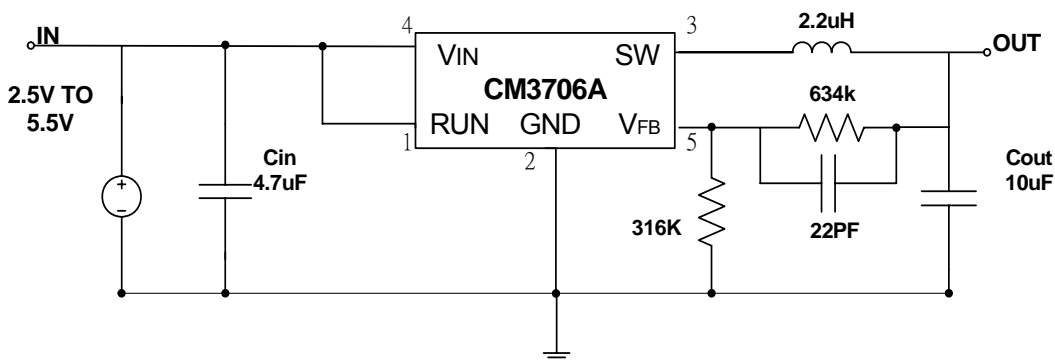 IN
2.5V TO
5.5V
Cin
4.7uF
4
VIN
SW
3
CM3706A
RUN
GND
VFB
1
2
5
2.2uH
OUT
634k
22PF
316K
Cout
10uF
+
−